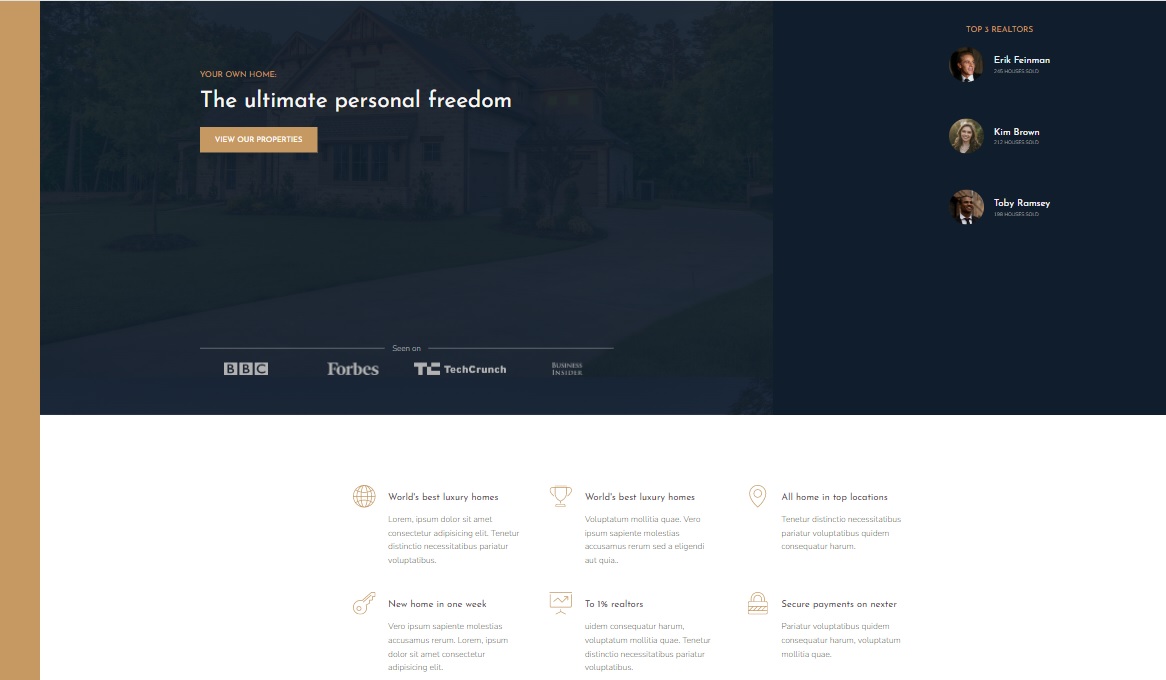 YOUR OWN HOME:
The ultimate personal freedom
VIEW OUR PROPERTIES
Seen on
BBC
Forbes
TC TechCrunch
BUSINESS
INSIDER
TOP 3 REALTORS
Erik Feinman
245 HOUSES SOLD
Kim Brown
212 HOUSES SOLD
Toby Ramsey
198 HOUSES SOLD
World's best luxury homes
Lorem, ipsum dolor sit amet
consectetur adipisicing elit. Tenetur
distinctio necessitatibus pariatur
voluptatibus.
World's best luxury homes
Voluptatum mollitia quae. Vero
ipsum sapiente molestias
accusamus rerum sed a eligendi
aut quia..
All home in top locations
Tenetur distinctio necessitatibus
pariatur voluptatibus quidem
consequatur harum.
New home in one week
Vero ipsum sapiente molestias
accusamus rerum. Lorem, ipsum
dolor sit amet consectetur
adipisicing elit.
To 1% realtors
uidem consequatur harum,
voluptatum mollitia quae. Tenetur
distinctio necessitatibus pariatur
voluptatibus.
Secure payments on nexter
Pariatur voluptatibus quidem
consequatur harum, voluptatum
mollitia quae.